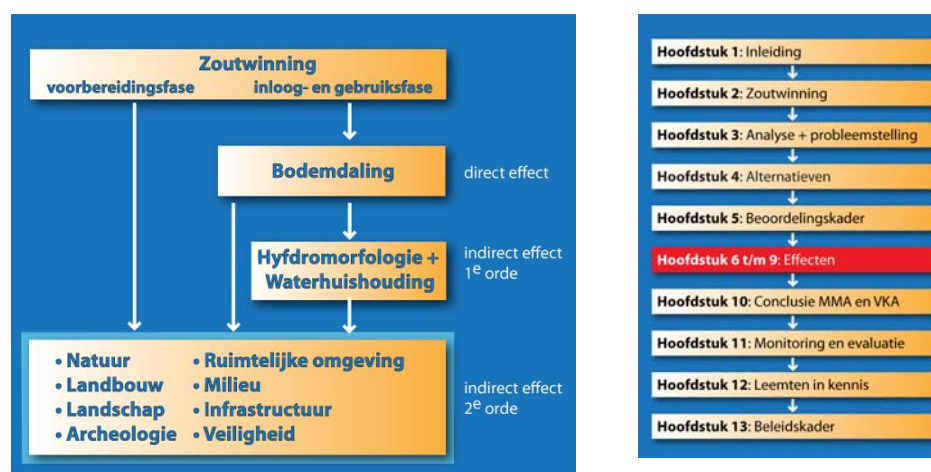 Zoutwinning
voorbereidingsfase inloog- en gebruiksfase
Bodemdaling
direct effect
Hyfdromorfologie +
Waterhuishouding
indirect effect
1e orde
• Natuur
• Landbouw
• Landschap
• Archeologie
• Ruimtelijke omgeving
• Milieu
• Infrastructuur
• Veiligheid
indirect effect
2e orde
Hoofdstuk 1: Inleiding
Hoofdstuk 2: Zoutwinning
Hoofdstuk 3: Analyse + probleemstelling
Hoofdstuk 4: Alternatieven
Hoofdstuk 5: Beoordelingskader
Hoofdstuk 6 t/m 9: Effecten
Hoofdstuk 10: Conclusie MMA en VKA
Hoofdstuk 11: Monitoring en evaluatie
Hoofdstuk 12: Leemten in kennis
Hoofdstuk 13: Beleidskader